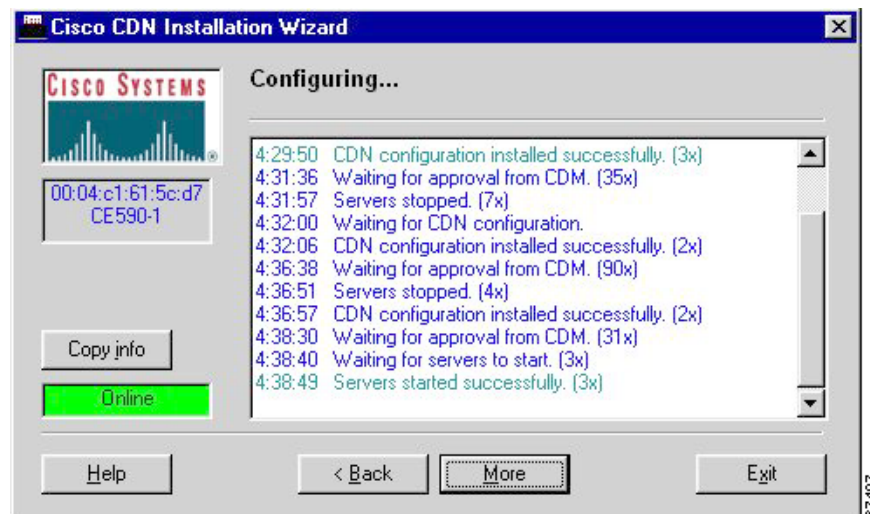 Cisco CDN Installation Wizard
CISCO SYSTEMS
®
Configuring...
00:04:c1:61:5c:d7
CE590-1
4:29:50 CDN configuration installed successfully. (3x)
4:31:36 Waiting for approval from CDM. (35x)
4:31:57 Servers stopped. (7x)
4:32:00 Waiting for CDN configuration.
4:32:06 CDN configuration installed successfully. (2x)
4:36:38 Waiting for approval from CDM. (90x)
4:36:51 Servers stopped. (4x)
4:36:57 CDN configuration installed successfully. (2x)
4:38:30 Waiting for approval from CDM. (31x)
4:38:40 Waiting for servers to start. (3x)
4:38:49 Servers started successfully. (3x)
Copy info
Online
Help
< Back
More
Exit